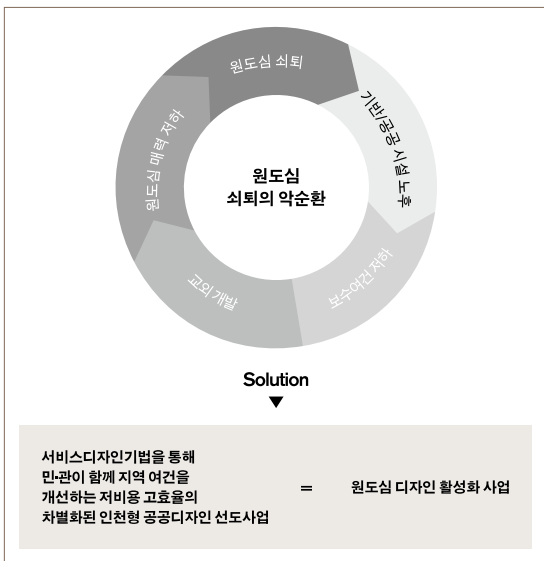 원도심 쇠퇴
기반/공공 시설 노후
보수여건 저하
교외 개발
원도심 매력 저하
원도심
쇠퇴의 악순환
Solution
서비스디자인기법을 통해
민·관이 함께 지역 여건을
개선하는 저비용 고효율의
차별화된 인천형 공공디자인 선도사업
=
원도심 디자인 활성화 사업